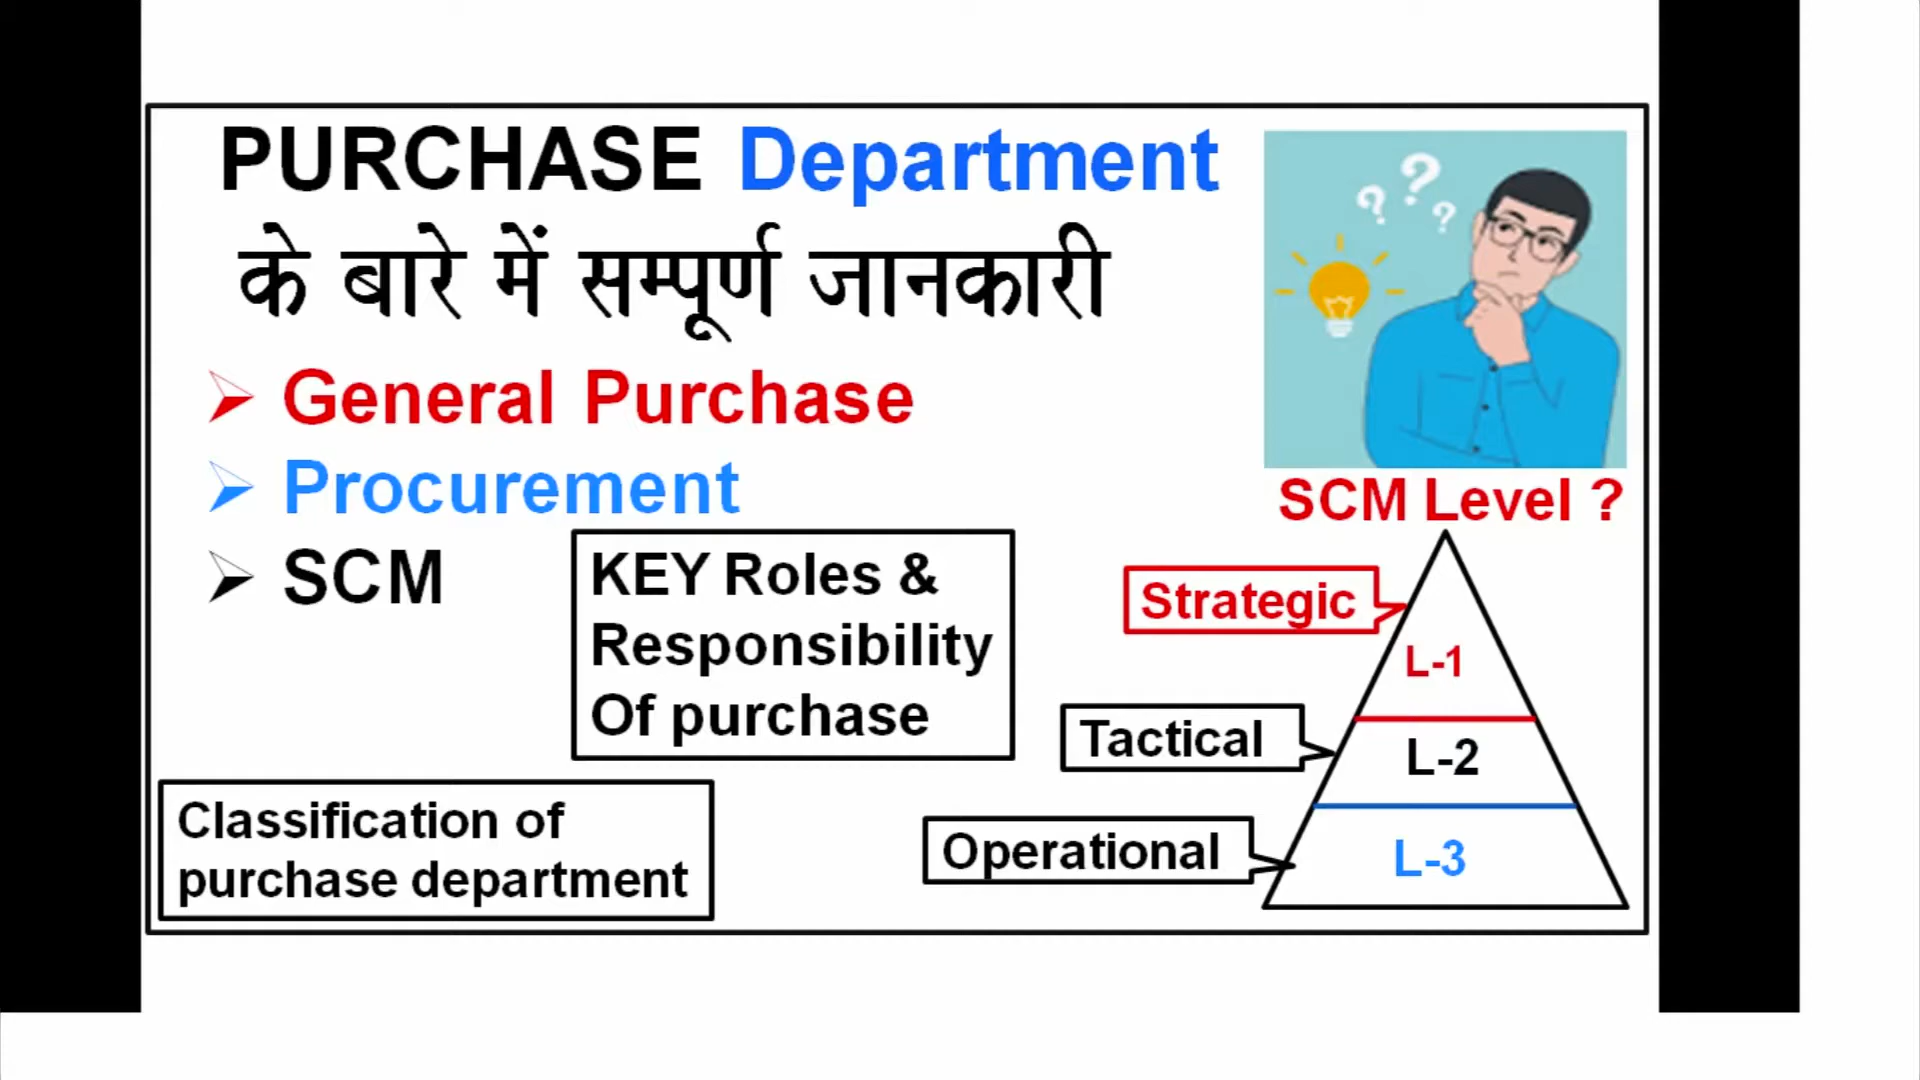 PURCHASE Department
के बारे में सम्पूर्ण जानकारी
General Purchase
Procurement
SCM
KEY Roles &
Responsibility
Of purchase
Classification of
purchase department
? ? ?
SCM Level ?
Strategic
L-1
Tactical
L-2
Operational
L-3